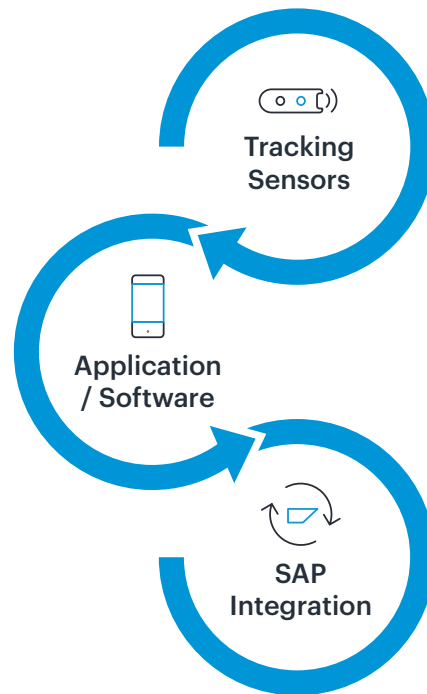 Tracking
Sensors
Application
/ Software
SAP
Integration